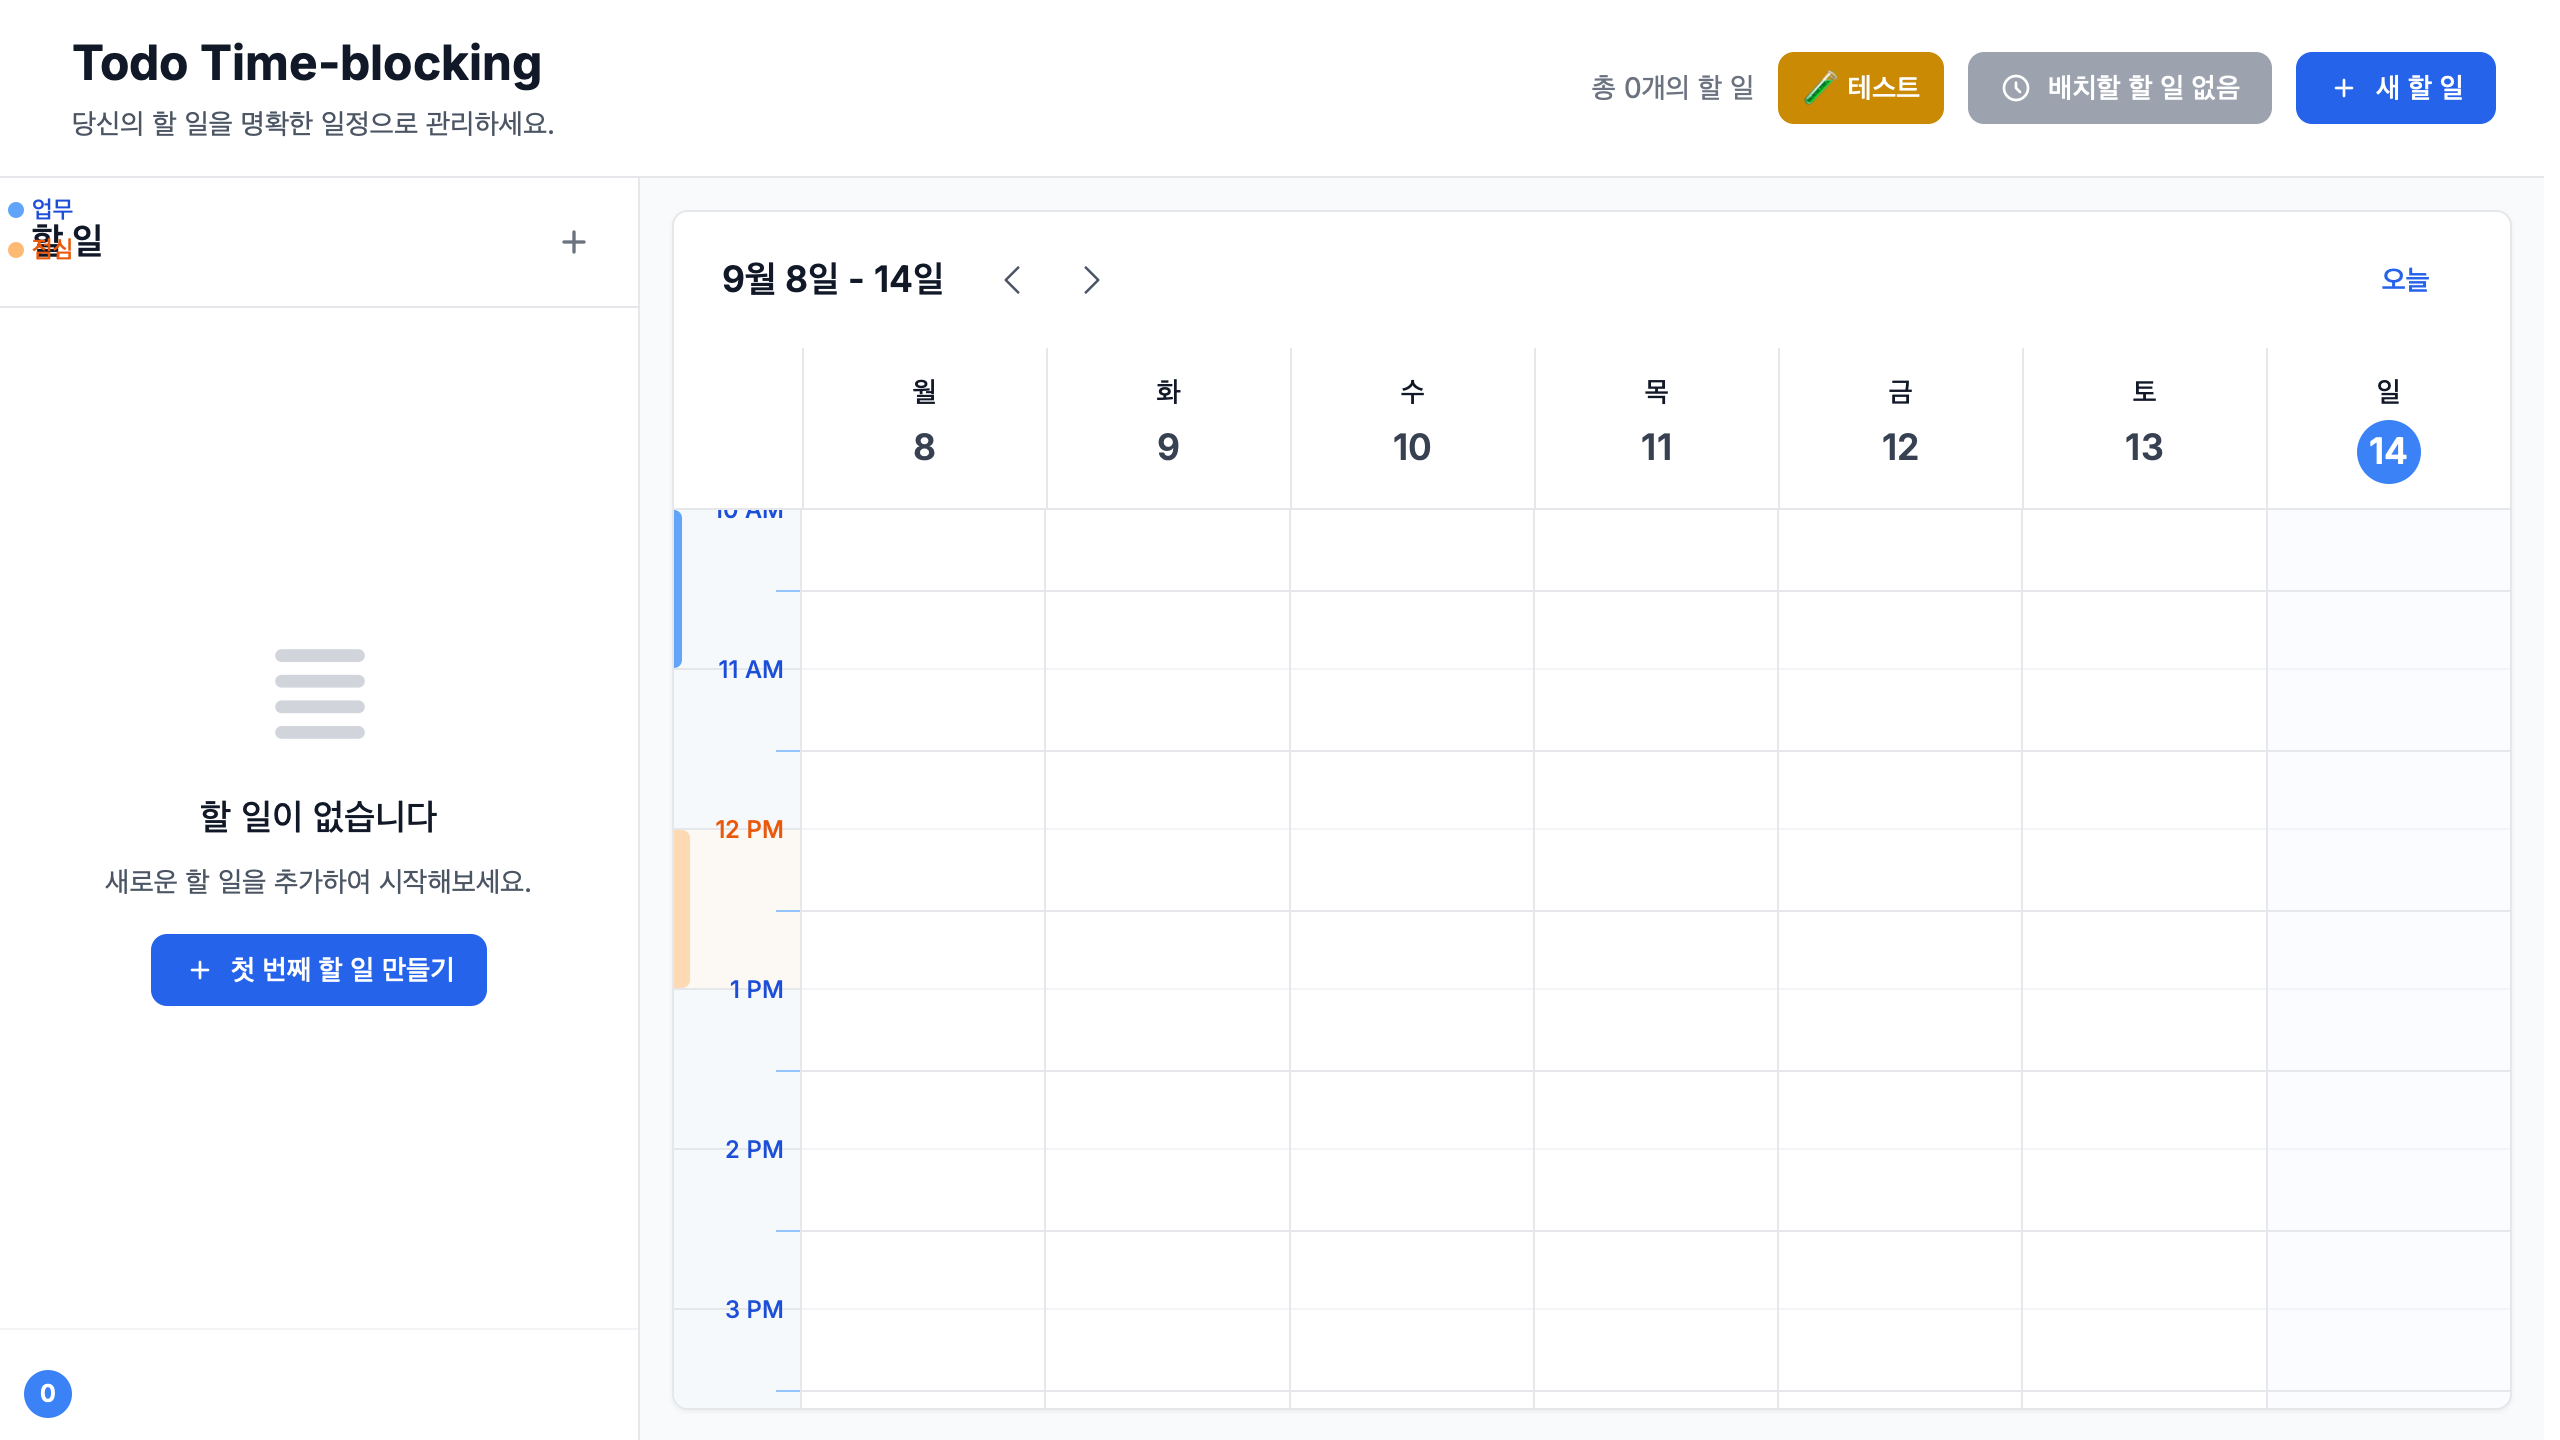 Todo Time-blocking
당신의 할 일을 명확한 일정으로 관리하세요.
총 0개의 할 일
테스트
배치할 할 일 없음
+ 새 할 일
업무
할 일
점심
+
할 일이 없습니다
새로운 할 일을 추가하여 시작해보세요.
+ 첫 번째 할 일 만들기
0
9월 8일 - 14일
오늘
월 화 수 목 금 토 일
8 9 10 11 12 13 14
10 AM
11 AM
12 PM
1 PM
2 PM
3 PM